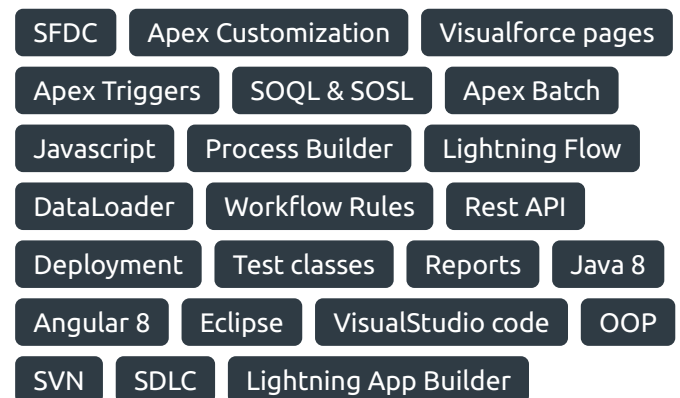 SFDC Apex Customization Visualforce pages
Apex Triggers SOQL & SOSL Apex Batch
Javascript Process Builder Lightning Flow
DataLoader Workflow Rules Rest API
Deployment Test classes Reports Java 8
Angular 8 Eclipse VisualStudio code OOP
SVN SDLC Lightning App Builder